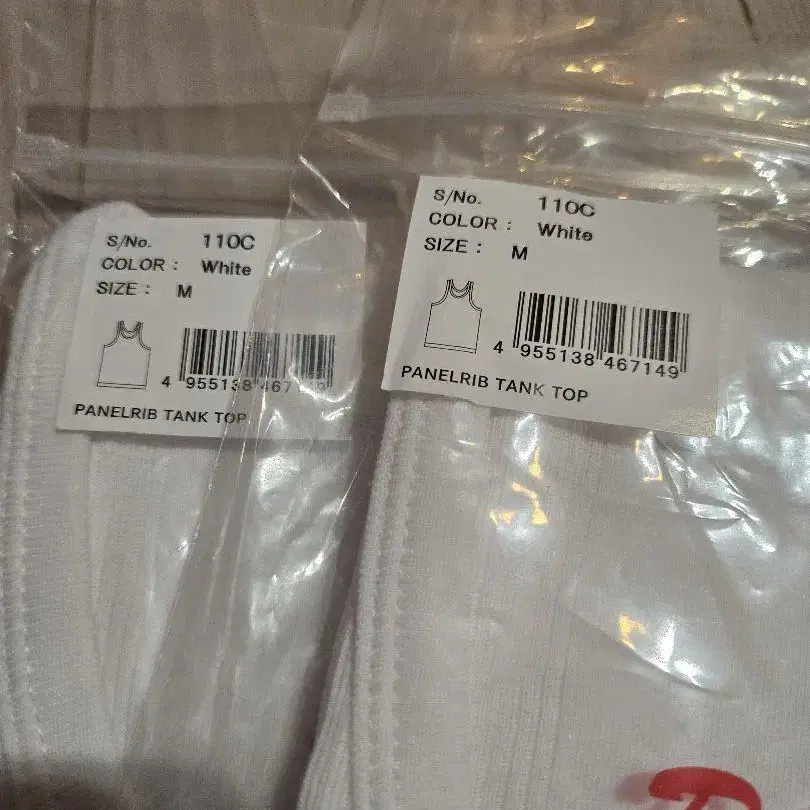 S/No. 110C
COLOR : White
SIZE : M
4 955138 467149
PANELRIB TANK TOP
S/No. 110C
COLOR : White
SIZE : M
4 955138 467149
PANELRIB TANK TOP